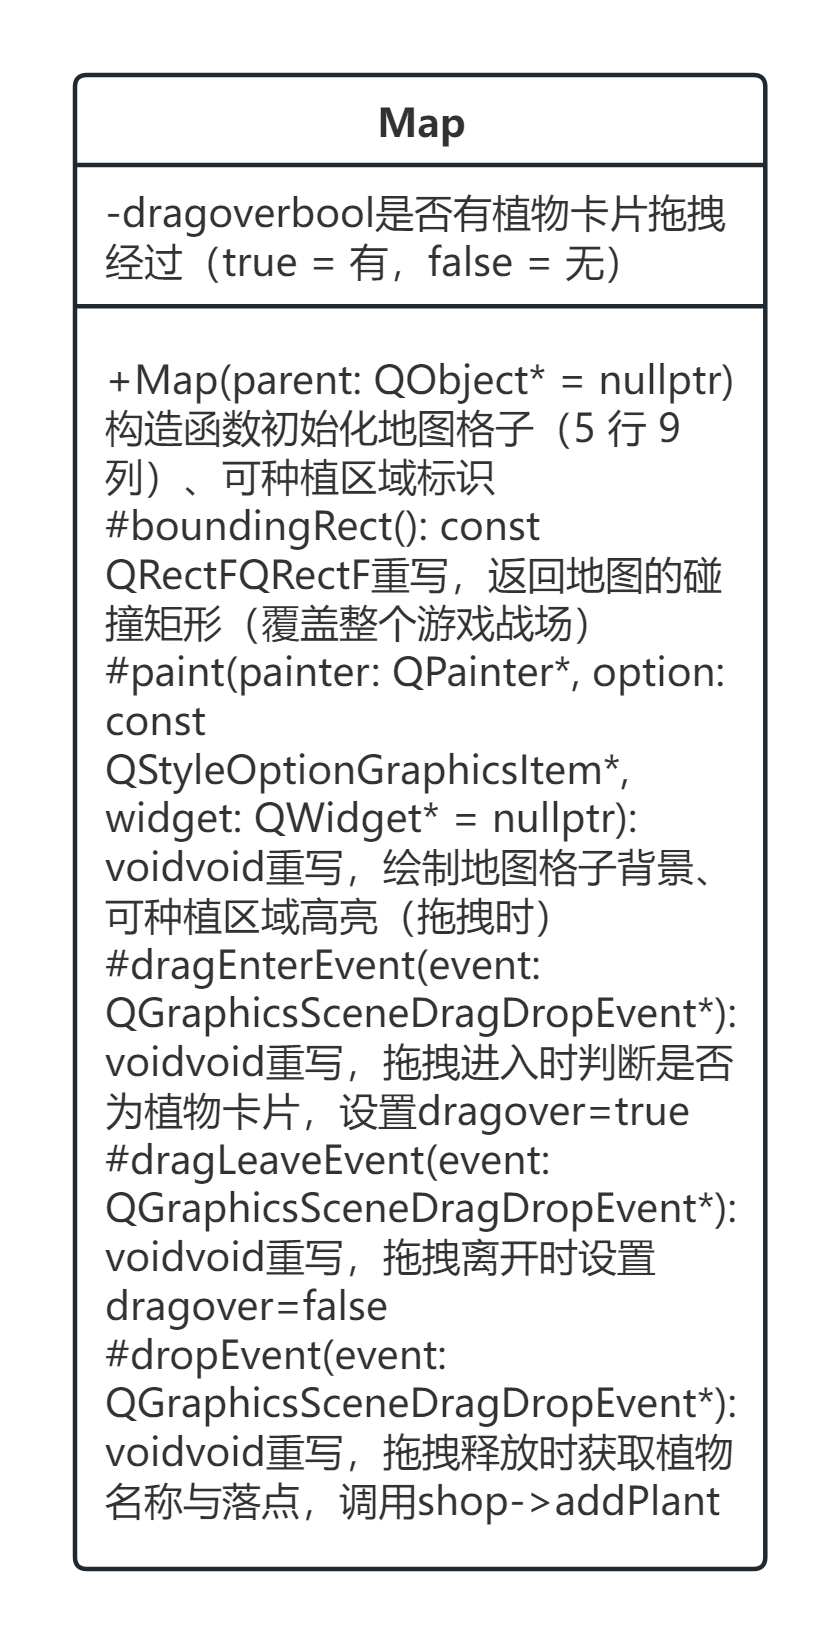 Map
-dragoverbool是否有植物卡片拖拽
经过（true = 有，false = 无）
+Map(parent: QObject* = nullptr)
构造函数初始化地图格子（5 行 9
列）、可种植区域标识
#boundingRect(): const
QRectFQRectF重写，返回地图的碰
撞矩形（覆盖整个游戏战场）
#paint(painter: QPainter*, option:
const
QStyleOptionGraphicsItem*,
widget: QWidget* = nullptr):
voidvoid重写，绘制地图格子背景、
可种植区域高亮（拖拽时）
#dragEnterEvent(event:
QGraphicsSceneDragDropEvent*):
voidvoid重写，拖拽进入时判断是否
为植物卡片，设置dragover=true
#dragLeaveEvent(event:
QGraphicsSceneDragDropEvent*):
voidvoid重写，拖拽离开时设置
dragover=false
#dropEvent(event:
QGraphicsSceneDragDropEvent*):
voidvoid重写，拖拽释放时获取植物
名称与落点，调用shop->addPlant